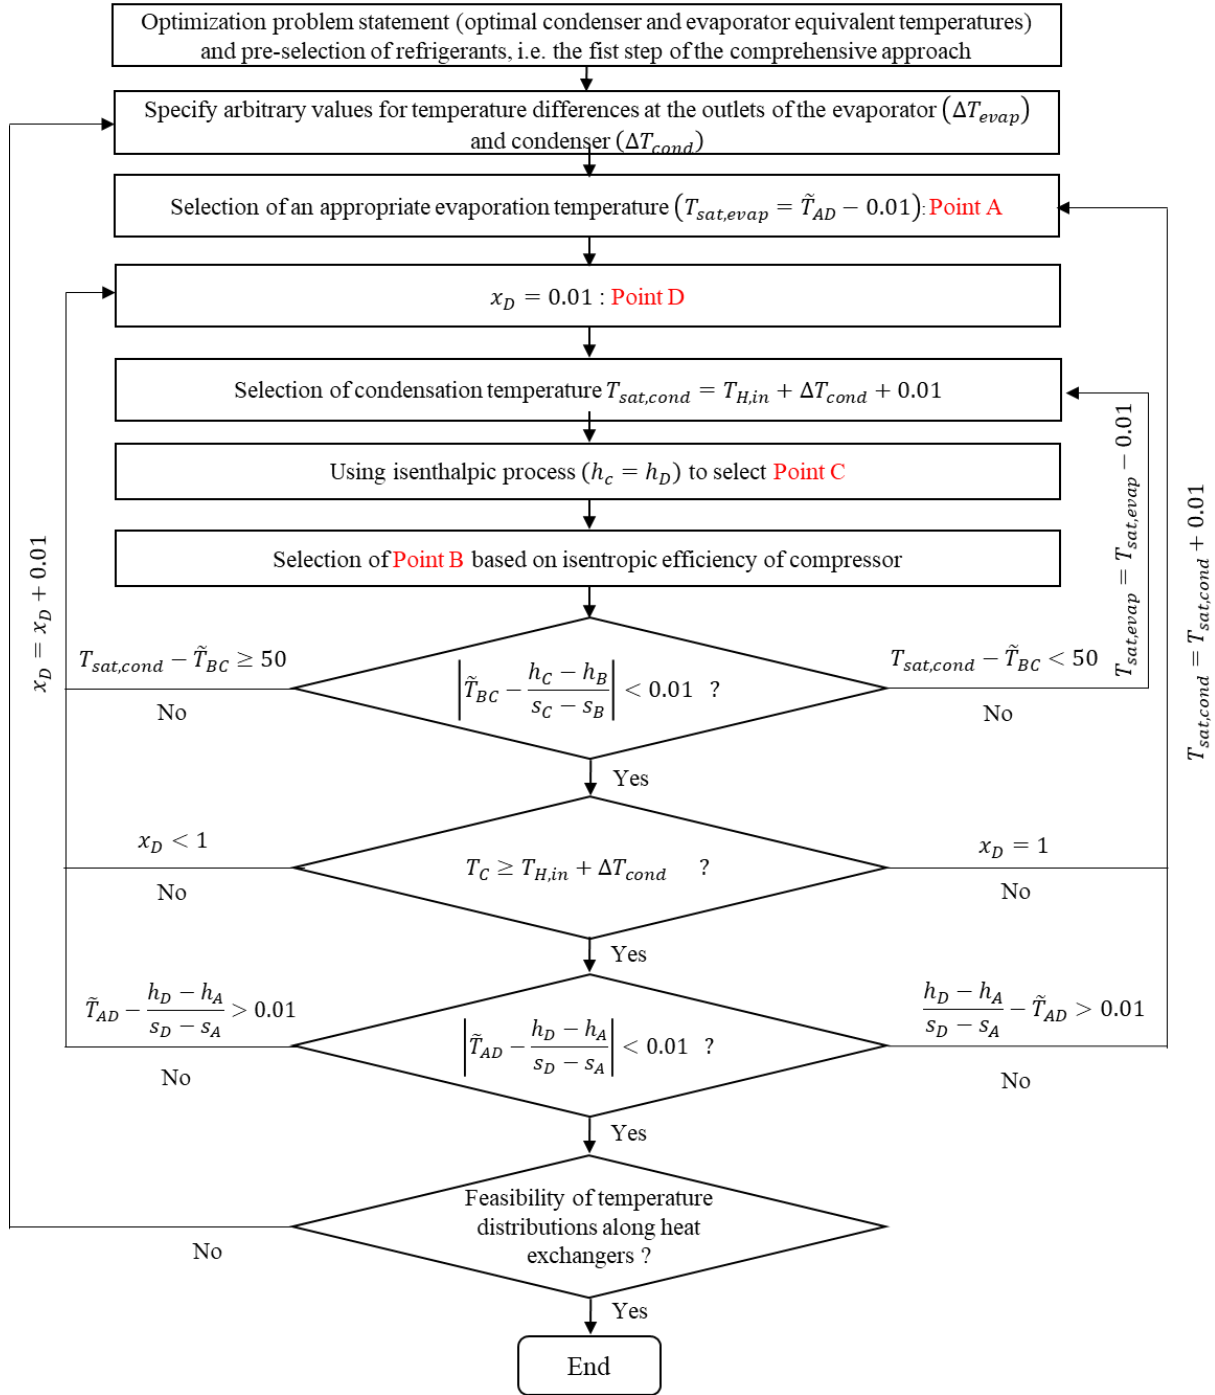 Optimization problem statement (optimal condenser and evaporator equivalent temperatures)
and pre-selection of refrigerants, i.e. the fist step of the comprehensive approach
Specify arbitrary values for temperature differences at the outlets of the evaporator (ΔT_evap)
and condenser (ΔT_cond)
Selection of an appropriate evaporation temperature (T_sat,evap = T̃_AD − 0.01): Point A
x_D = 0.01 : Point D
Selection of condensation temperature T_sat,cond = T_H,in + ΔT_cond + 0.01
Using isenthalpic process (h_c = h_D) to select Point C
Selection of Point B based on isentropic efficiency of compressor
x_D = x_D + 0.01
T_sat,evap = T_sat,evap − 0.01
T_sat,cond = T_sat,cond + 0.01
T_sat,cond − T̃_BC ≥ 50
No
|T̃_BC − (h_C − h_B)/(s_C − s_B)| < 0.01 ?
T_sat,cond − T̃_BC < 50
No
Yes
x_D < 1
No
T_C ≥ T_H,in + ΔT_cond ?
x_D = 1
No
Yes
T̃_AD − (h_D − h_A)/(s_D − s_A) > 0.01
No
|T̃_AD − (h_D − h_A)/(s_D − s_A)| < 0.01 ?
(h_D − h_A)/(s_D − s_A) − T̃_AD > 0.01
No
Yes
Feasibility of temperature
distributions along heat
exchangers ?
No
Yes
End